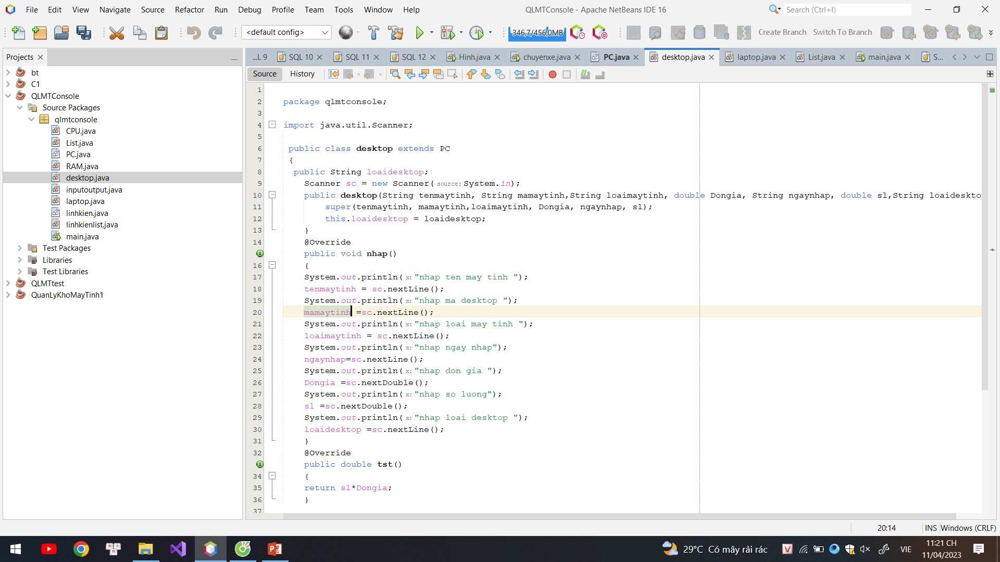 File Edit View Navigate Source Refactor Run Debug Profile Team Tools Window Help
QLMTConsole - Apache NetBeans IDE 16
Search (Ctrl+I)
<default config>
346,7/456,0MB
Create Branch Switch To Branch
Projects
...L 9 SQL 10 SQL 11 SQL 12 Hinh.java chuyenxe.java PC.java desktop.java laptop.java List.java main.java S...
Source History
bt
C1
QLMTConsole
Source Packages
qlmtconsole
CPU.java
List.java
PC.java
RAM.java
desktop.java
inputoutput.java
laptop.java
linhkien.java
linhkienlist.java
main.java
Test Packages
Libraries
Test Libraries
QLMTtest
QuanLyKhoMayTinh1
1
2 package qlmtconsole;
3
4 import java.util.Scanner;
5
6 public class desktop extends PC
7 {
8 public String loaidesktop;
9 Scanner sc = new Scanner( source: System.in);
10 public desktop(String tenmaytinh, String mamaytinh,String loaimaytinh, double Dongia, String ngaynhap, double sl,String loaideskto
11 super(tenmaytinh, mamaytinh,loaimaytinh, Dongia, ngaynhap, sl);
12 this.loaidesktop = loaidesktop;
13 }
14 @Override
public void nhap()
16 {
17 System.out.println( x: "nhap ten may tinh ");
18 tenmaytinh = sc.nextLine();
19 System.out.println( x: "nhap ma desktop ");
20 mamaytinh =sc.nextLine();
21 System.out.println( x: "nhap loai may tinh ");
22 loaimaytinh = sc.nextLine();
23 System.out.println( x: "nhap ngay nhap");
24 ngaynhap=sc.nextLine();
25 System.out.println( x: "nhap don gia ");
26 Dongia =sc.nextDouble();
27 System.out.println( x: "nhap so luong");
28 sl =sc.nextDouble();
29 System.out.println( x: "nhap loai desktop ");
30 loaidesktop =sc.nextLine();
31 }
32 @Override
public double tst()
34 {
35 return sl*Dongia;
36 }
37
20:14 INS Windows (CRLF)
29°C Có mây rải rác
VIE
11:21 CH
11/04/2023